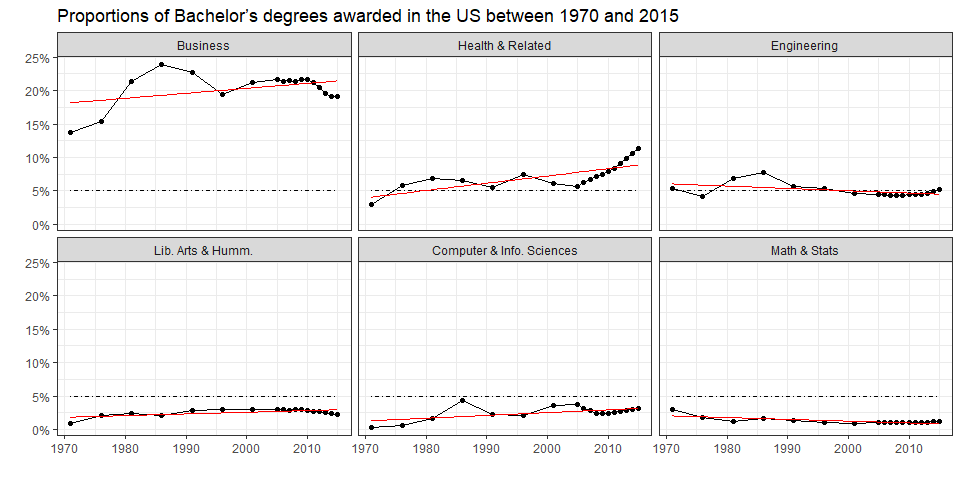 Proportions of Bachelor’s degrees awarded in the US between 1970 and 2015
Business
Health & Related
Engineering
25%
20%
15%
10%
5%
0%
Lib. Arts & Humm.
Computer & Info. Sciences
Math & Stats
25%
20%
15%
10%
5%
0%
1970 1980 1990 2000 2010
1970 1980 1990 2000 2010
1970 1980 1990 2000 2010